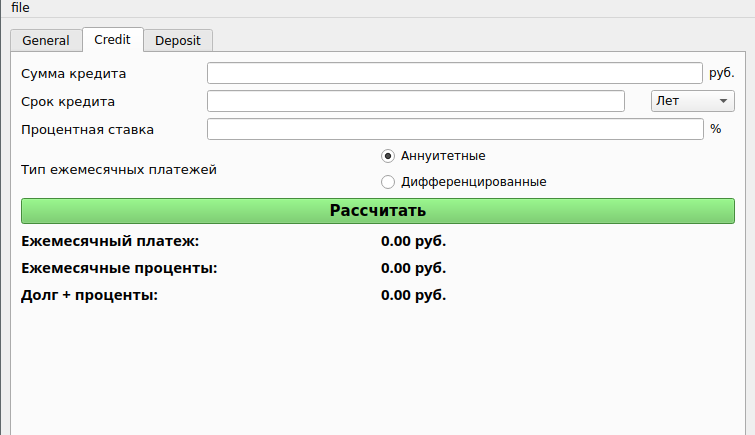 file
General Credit Deposit
Сумма кредита руб.
Срок кредита Лет
Процентная ставка %
Тип ежемесячных платежей
Аннуитетные
Дифференцированные
Рассчитать
Ежемесячный платеж: 0.00 руб.
Ежемесячные проценты: 0.00 руб.
Долг + проценты: 0.00 руб.